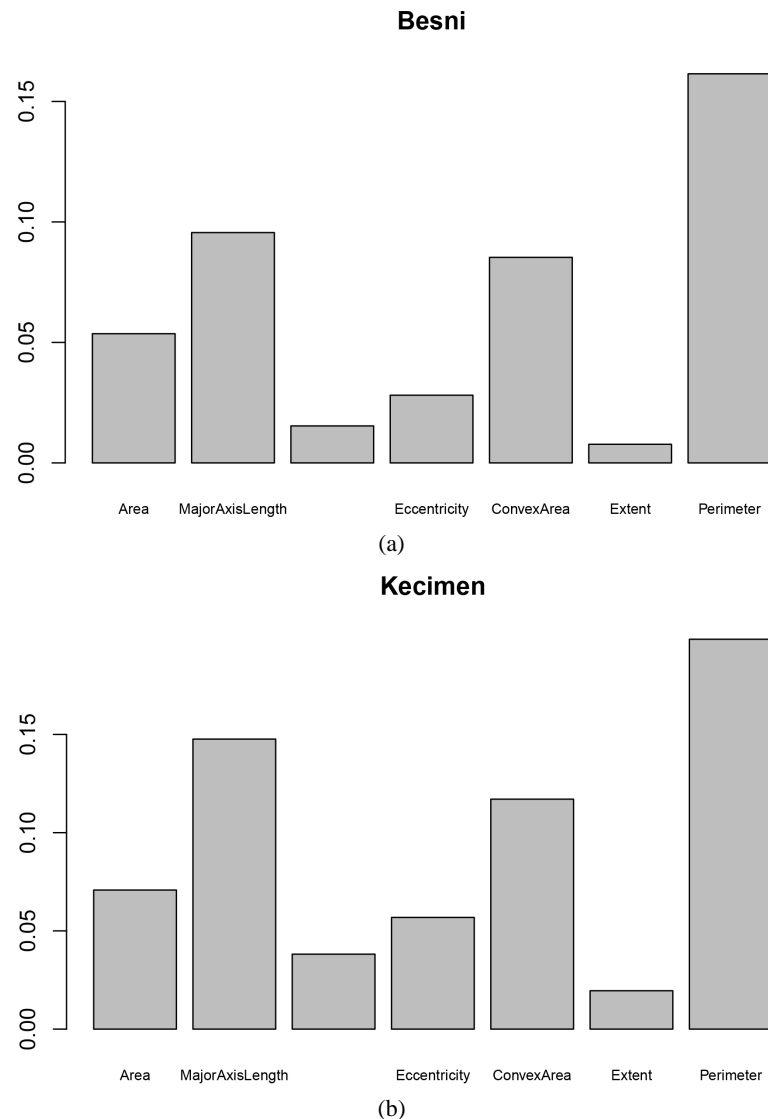 Besni
0.15
0.10
0.05
0.00
Area MajorAxisLength Eccentricity ConvexArea Extent Perimeter
(a)
Kecimen
0.15
0.10
0.05
0.00
Area MajorAxisLength Eccentricity ConvexArea Extent Perimeter
(b)